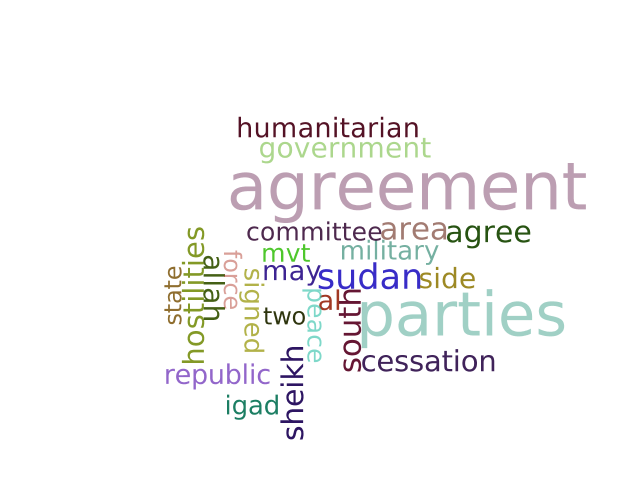 humanitarian
government
agreement
committee
area
agree
mvt
military
hostilities
state
allah
force
signed
may
sudan
side
peace
al
two
south
parties
cessation
republic
sheikh
igad